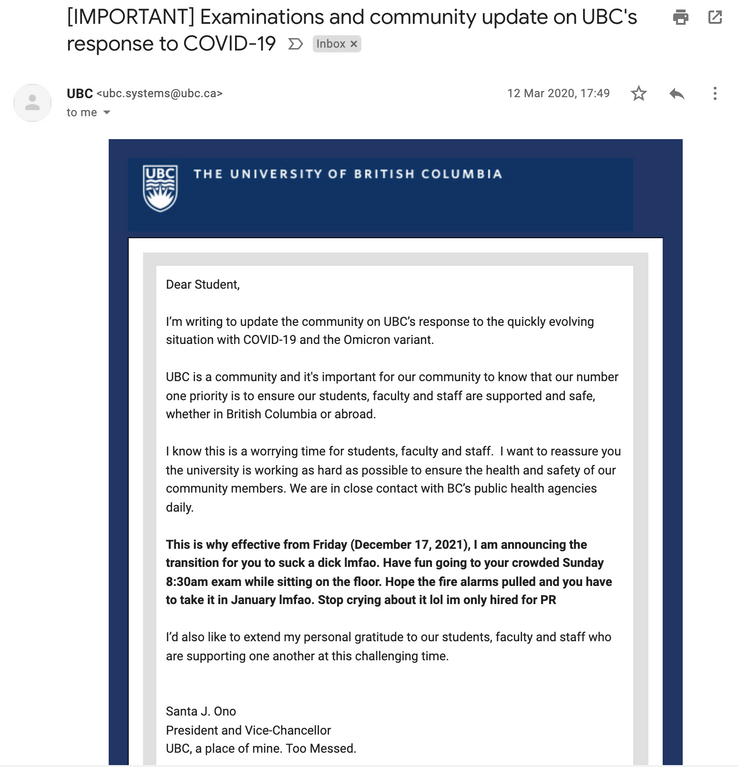 [IMPORTANT] Examinations and community update on UBC's
response to COVID-19
Inbox ×
UBC <ubc.systems@ubc.ca>
12 Mar 2020, 17:49
to me
UBC
THE UNIVERSITY OF BRITISH COLUMBIA
Dear Student,
I'm writing to update the community on UBC's response to the quickly evolving
situation with COVID-19 and the Omicron variant.
UBC is a community and it's important for our community to know that our number
one priority is to ensure our students, faculty and staff are supported and safe,
whether in British Columbia or abroad.
I know this is a worrying time for students, faculty and staff.  I want to reassure you
the university is working as hard as possible to ensure the health and safety of our
community members. We are in close contact with BC's public health agencies
daily.
This is why effective from Friday (December 17, 2021), I am announcing the
transition for you to suck a dick lmfao. Have fun going to your crowded Sunday
8:30am exam while sitting on the floor. Hope the fire alarms pulled and you have
to take it in January lmfao. Stop crying about it lol im only hired for PR
I'd also like to extend my personal gratitude to our students, faculty and staff who
are supporting one another at this challenging time.
Santa J. Ono
President and Vice-Chancellor
UBC, a place of mine. Too Messed.